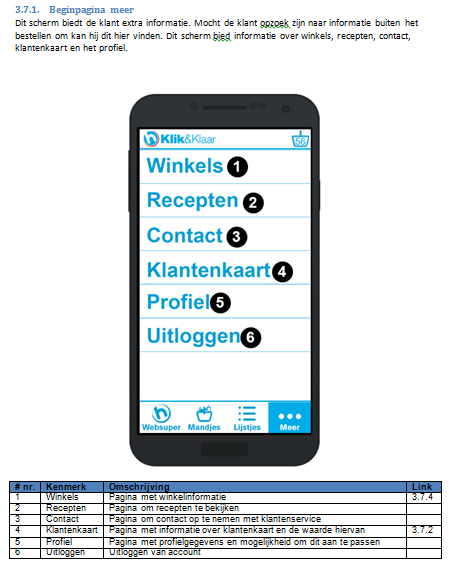 3.7.1. Beginpagina meer
Dit scherm biedt de klant extra informatie. Mocht de klant opzoek zijn naar informatie buiten het
bestellen om kan hij dit hier vinden. Dit scherm bied informatie over winkels, recepten, contact,
klantenkaart en het profiel.
Klik&Klaar 56
Winkels 1
Recepten 2
Contact 3
Klantenkaart 4
Profiel 5
Uitloggen 6
Websuper Mandjes Lijstjes Meer
# nr. Kenmerk Omschrijving Link
1 Winkels Pagina met winkelinformatie 3.7.4
2 Recepten Pagina om recepten te bekijken
3 Contact Pagina om contact op te nemen met klantenservice
4 Klantenkaart Pagina met informatie over klantenkaart en de waarde hiervan 3.7.2
5 Profiel Pagina met profielgegevens en mogelijkheid om dit aan te passen
6 Uitloggen Uitloggen van account